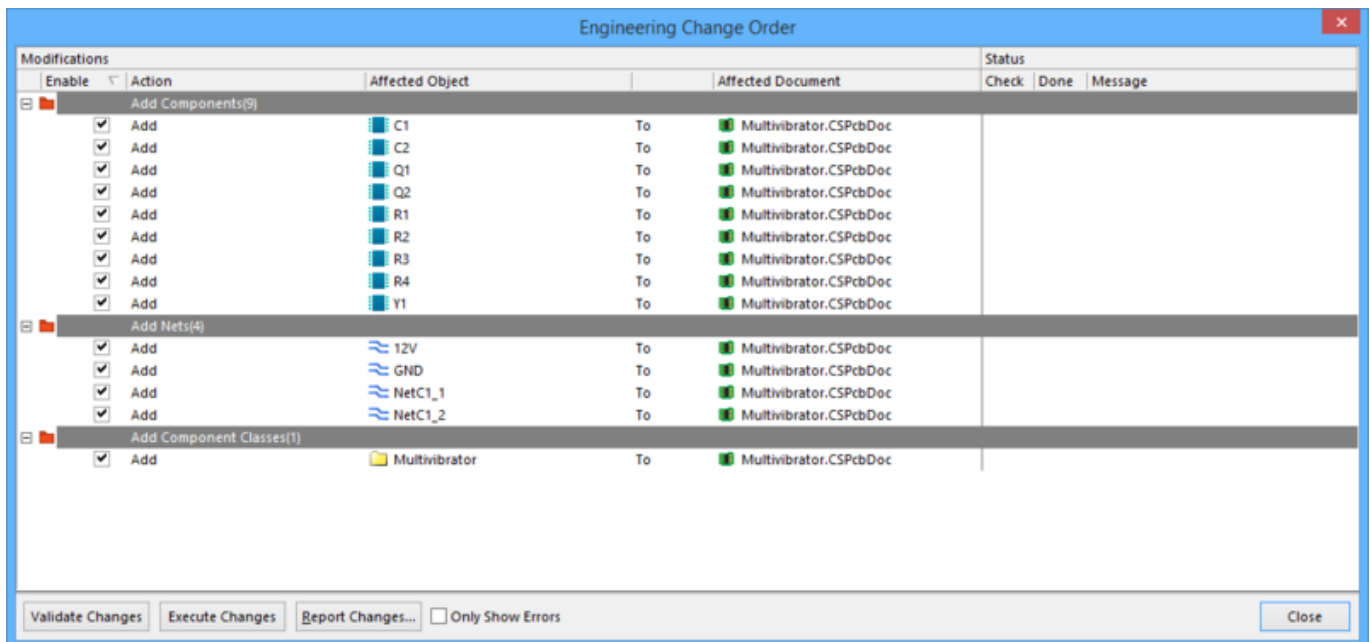 Engineering Change Order
Modifications Status
Enable Action Affected Object Affected Document Check Done Message
Add Components(9)
Add C1 To Multivibrator.CSPcbDoc
Add C2 To Multivibrator.CSPcbDoc
Add Q1 To Multivibrator.CSPcbDoc
Add Q2 To Multivibrator.CSPcbDoc
Add R1 To Multivibrator.CSPcbDoc
Add R2 To Multivibrator.CSPcbDoc
Add R3 To Multivibrator.CSPcbDoc
Add R4 To Multivibrator.CSPcbDoc
Add Y1 To Multivibrator.CSPcbDoc
Add Nets(4)
Add 12V To Multivibrator.CSPcbDoc
Add GND To Multivibrator.CSPcbDoc
Add NetC1_1 To Multivibrator.CSPcbDoc
Add NetC1_2 To Multivibrator.CSPcbDoc
Add Component Classes(1)
Add Multivibrator To Multivibrator.CSPcbDoc
Validate Changes Execute Changes Report Changes... Only Show Errors Close